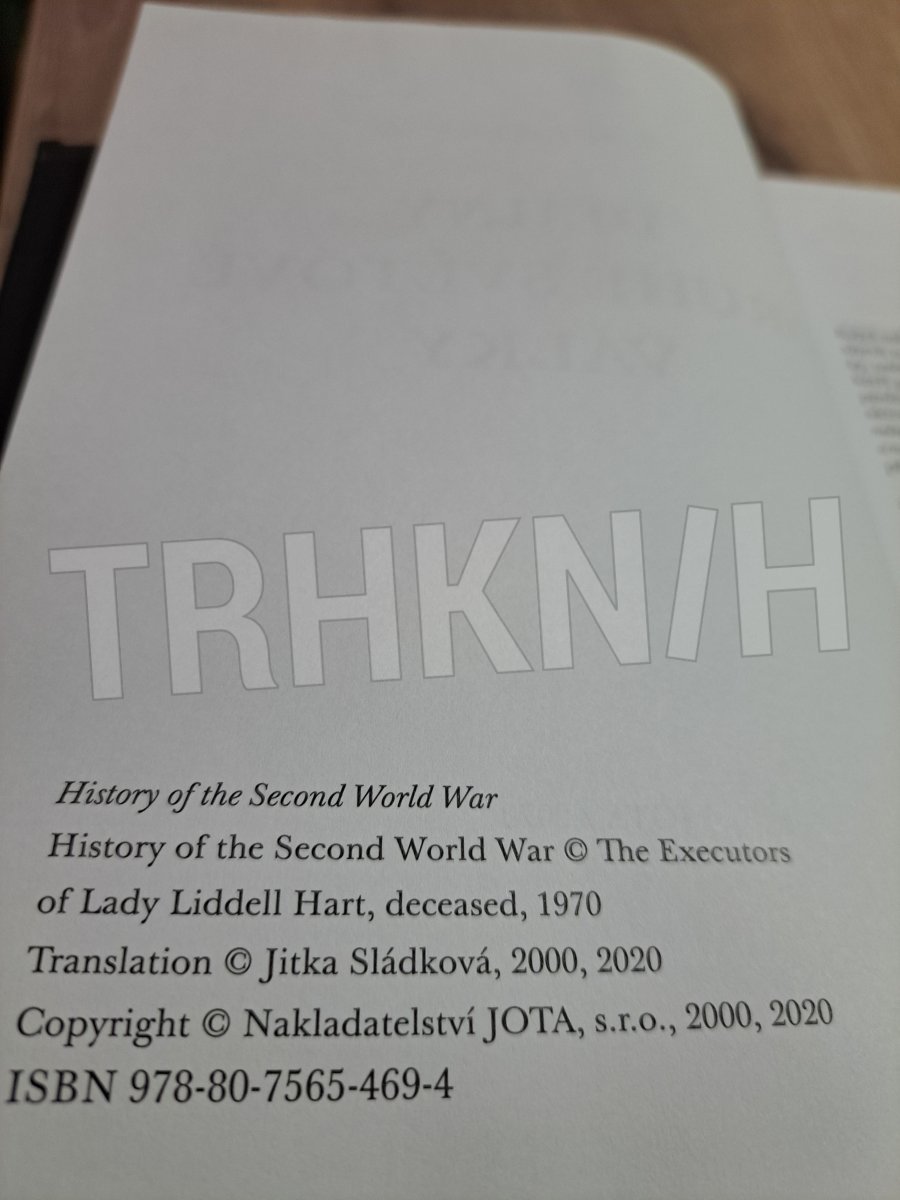 TRHKN/H
History of the Second World War
History of the Second World War © The Executors
of Lady Liddell Hart, deceased, 1970
Translation © Jitka Sládková, 2000, 2020
Copyright © Nakladatelství JOTA, s.r.o., 2000, 2020
ISBN 978-80-7565-469-4